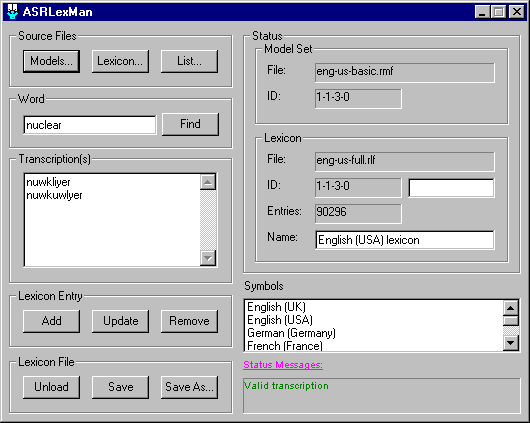 ASRLexMan
Source Files
Models...
Lexicon...
List...
Word
nuclear
Find
Transcription(s)
nuwkliyer
nuwkuwlyer
Lexicon Entry
Add
Update
Remove
Lexicon File
Unload
Save
Save As...
Status
Model Set
File:
eng-us-basic.rmf
ID:
1-1-3-0
Lexicon
File:
eng-us-full.rlf
ID:
1-1-3-0
Entries:
90296
Name:
English (USA) lexicon
Symbols
English (UK)
English (USA)
German (Germany)
French (France)
Status Messages:
Valid transcription